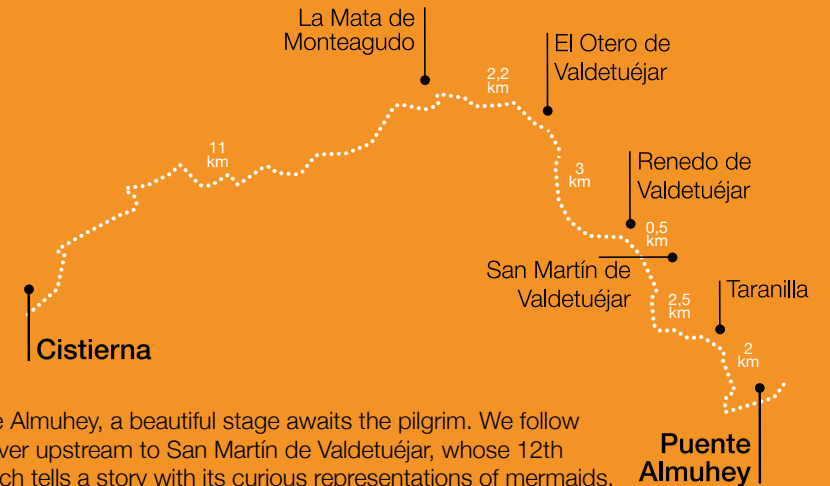 La Mata de
Monteagudo
El Otero de
Valdetuéjar
2,2
km
11
km
3
km
Renedo de
Valdetuéjar
0,5
km
San Martín de
Valdetuéjar
2,5
km
Taranilla
2
km
Cistierna
Puente
Almuhey
Almuhey, a beautiful stage awaits the pilgrim. We follow
upstream to San Martín de Valdetuéjar, whose 12th
tells a story with its curious representations of mermaids.